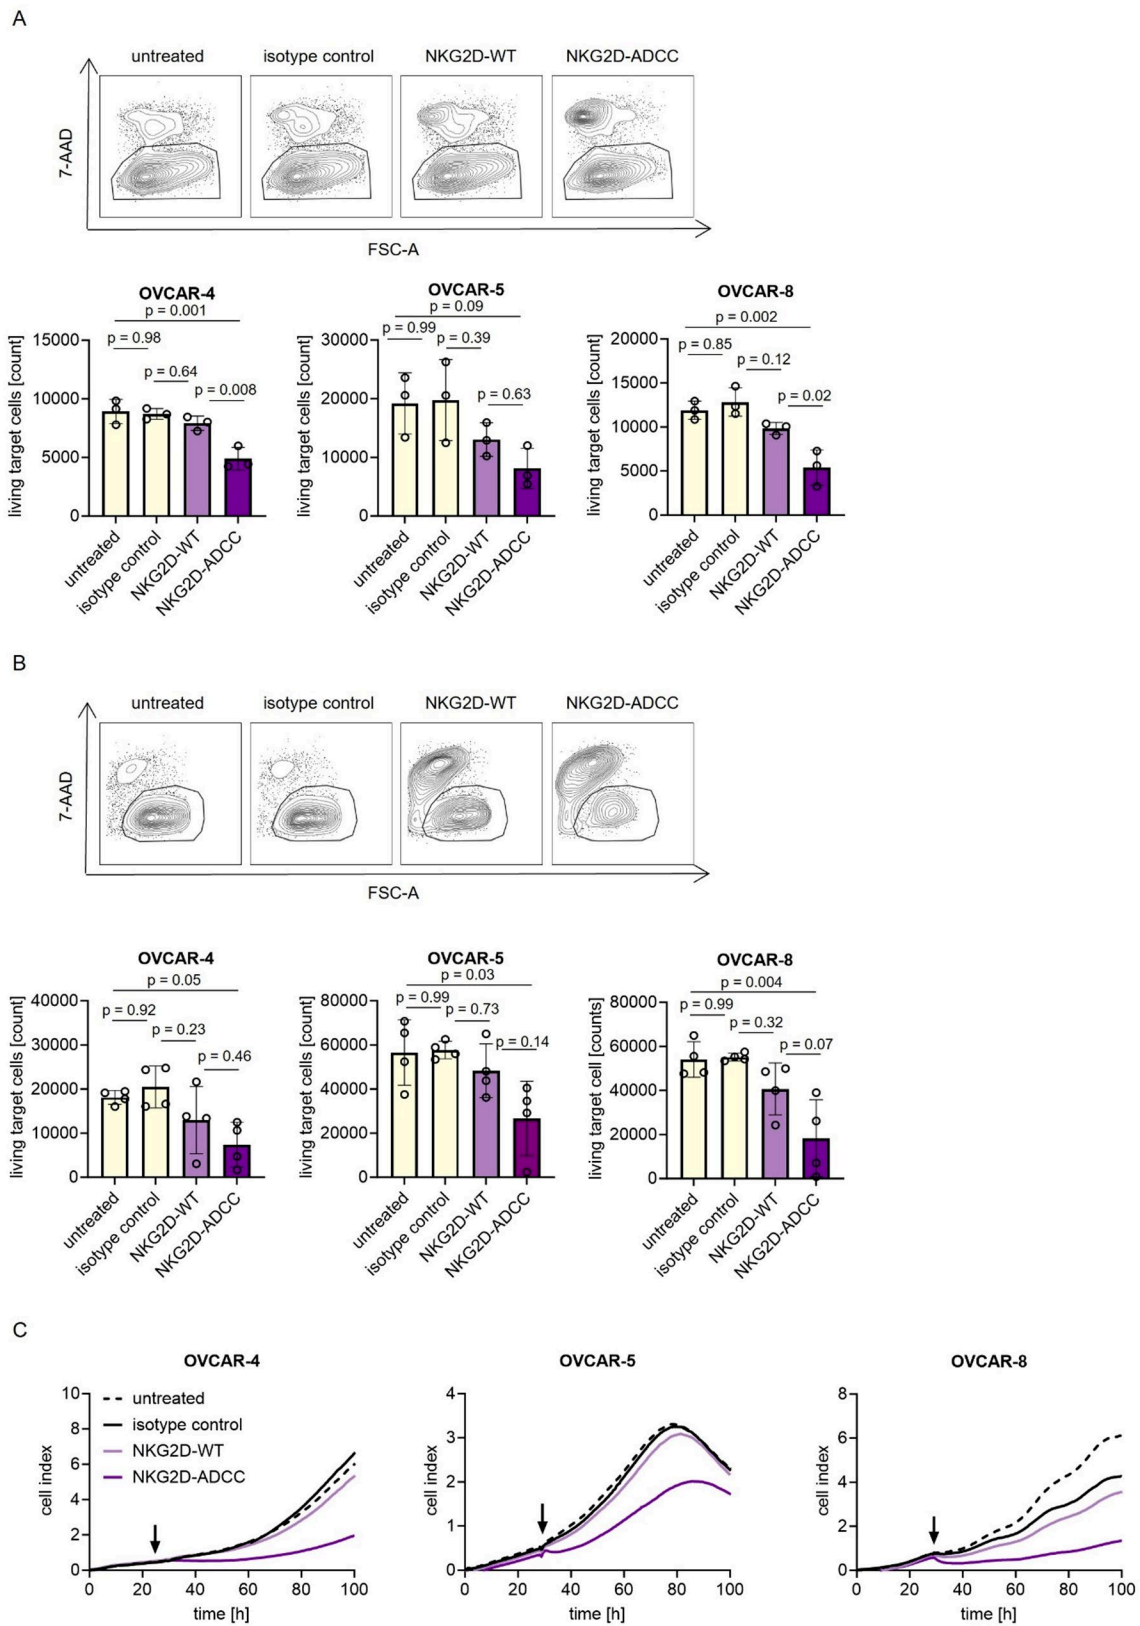 A
untreated isotype control NKG2D-WT NKG2D-ADCC
7-AAD
FSC-A
OVCAR-4
p = 0.001
p = 0.98
p = 0.64
p = 0.008
living target cells [count]
15000
10000
5000
0
untreated
isotype control
NKG2D-WT
NKG2D-ADCC
OVCAR-5
p = 0.09
p = 0.99
p = 0.39
p = 0.63
living target cells [count]
30000
20000
10000
0
untreated
isotype control
NKG2D-WT
NKG2D-ADCC
OVCAR-8
p = 0.002
p = 0.85
p = 0.12
p = 0.02
living target cells [count]
20000
15000
10000
5000
0
untreated
isotype control
NKG2D-WT
NKG2D-ADCC
B
untreated isotype control NKG2D-WT NKG2D-ADCC
7-AAD
FSC-A
OVCAR-4
p = 0.05
p = 0.92
p = 0.23
p = 0.46
living target cells [count]
40000
30000
20000
10000
0
untreated
isotype control
NKG2D-WT
NKG2D-ADCC
OVCAR-5
p = 0.03
p = 0.99
p = 0.73
p = 0.14
living target cells [count]
80000
60000
40000
20000
0
untreated
isotype control
NKG2D-WT
NKG2D-ADCC
OVCAR-8
p = 0.004
p = 0.99
p = 0.32
p = 0.07
living target cell [counts]
80000
60000
40000
20000
0
untreated
isotype control
NKG2D-WT
NKG2D-ADCC
C
OVCAR-4
untreated
isotype control
NKG2D-WT
NKG2D-ADCC
cell index
10
8
6
4
2
0
0 20 40 60 80 100
time [h]
OVCAR-5
cell index
4
3
2
1
0
0 20 40 60 80 100
time [h]
OVCAR-8
cell index
8
6
4
2
0
0 20 40 60 80 100
time [h]